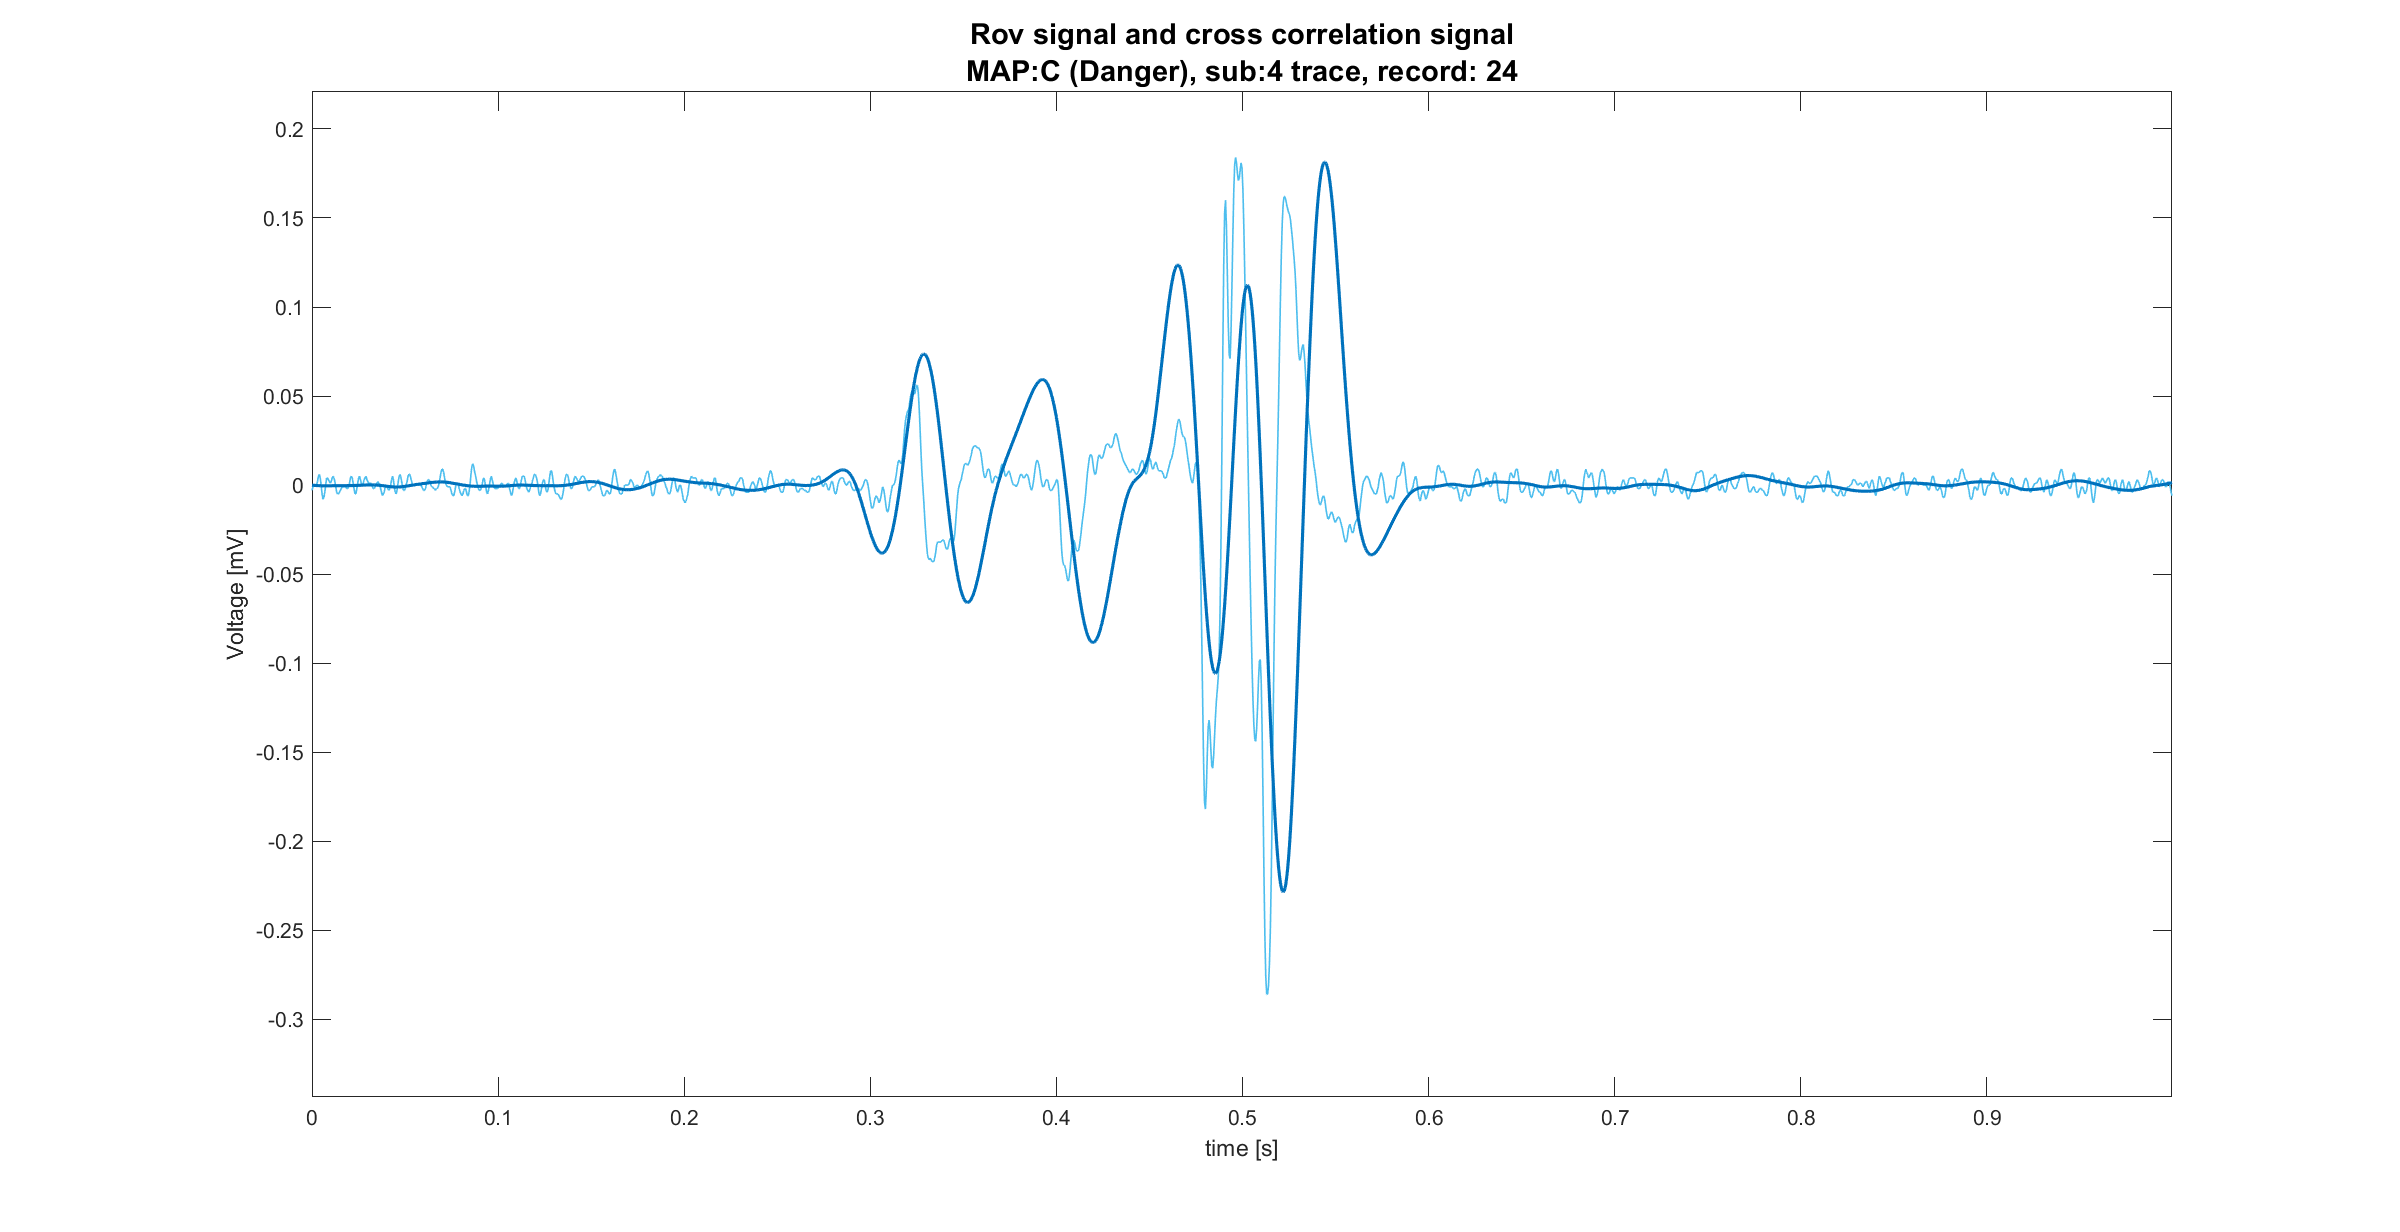 Rov signal and cross correlation signal
MAP:C (Danger), sub:4 trace, record: 24
0.2
0.15
0.1
0.05
0
-0.05
-0.1
-0.15
-0.2
-0.25
-0.3
Voltage [mV]
0 0.1 0.2 0.3 0.4 0.5 0.6 0.7 0.8 0.9
time [s]